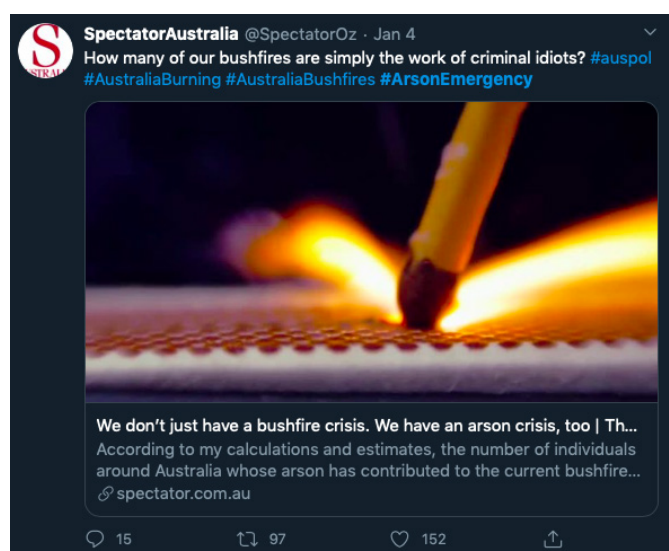 S
STRALI
SpectatorAustralia @SpectatorOz · Jan 4
How many of our bushfires are simply the work of criminal idiots? #auspol
#AustraliaBurning #AustraliaBushfires #ArsonEmergency
We don't just have a bushfire crisis. We have an arson crisis, too | Th...
According to my calculations and estimates, the number of individuals
around Australia whose arson has contributed to the current bushfire...
spectator.com.au
15 97 152